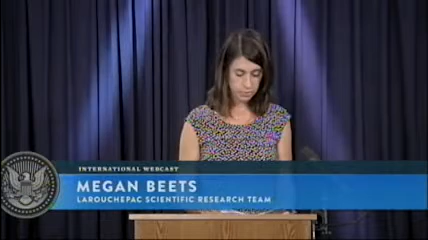 INTERNATIONAL WEBCAST
MEGAN BEETS
LAROUCHEPAC SCIENTIFIC RESEARCH TEAM